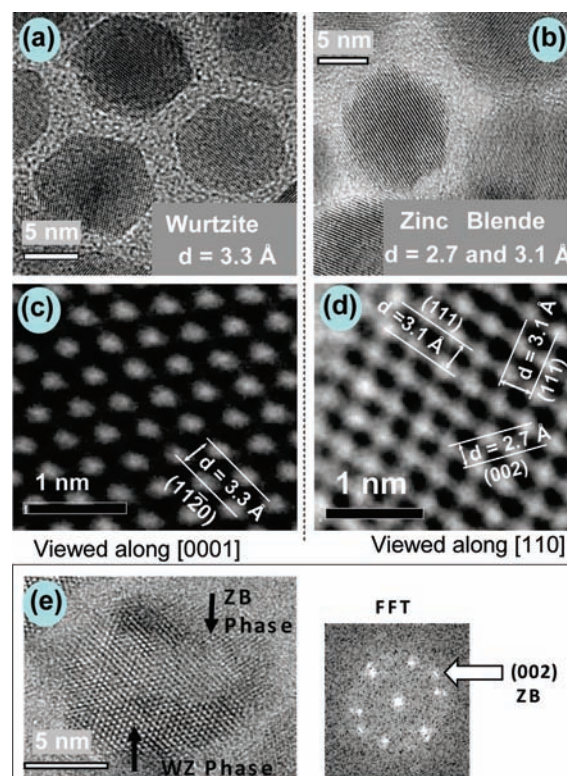 (a)
5 nm
Wurtzite
d = 3.3 Å
(b)
5 nm
Zinc Blende
d = 2.7 and 3.1 Å
(c)
1 nm
d = 3.3 Å
(112̄0)
Viewed along [0001]
(d)
(111)
d =3.1 Å
d = 3.1 Å
(111)
d = 2.7 Å
(002)
1 nm
Viewed along [110]
(e)
ZB
Phase
5 nm
WZ Phase
FFT
(002)
ZB